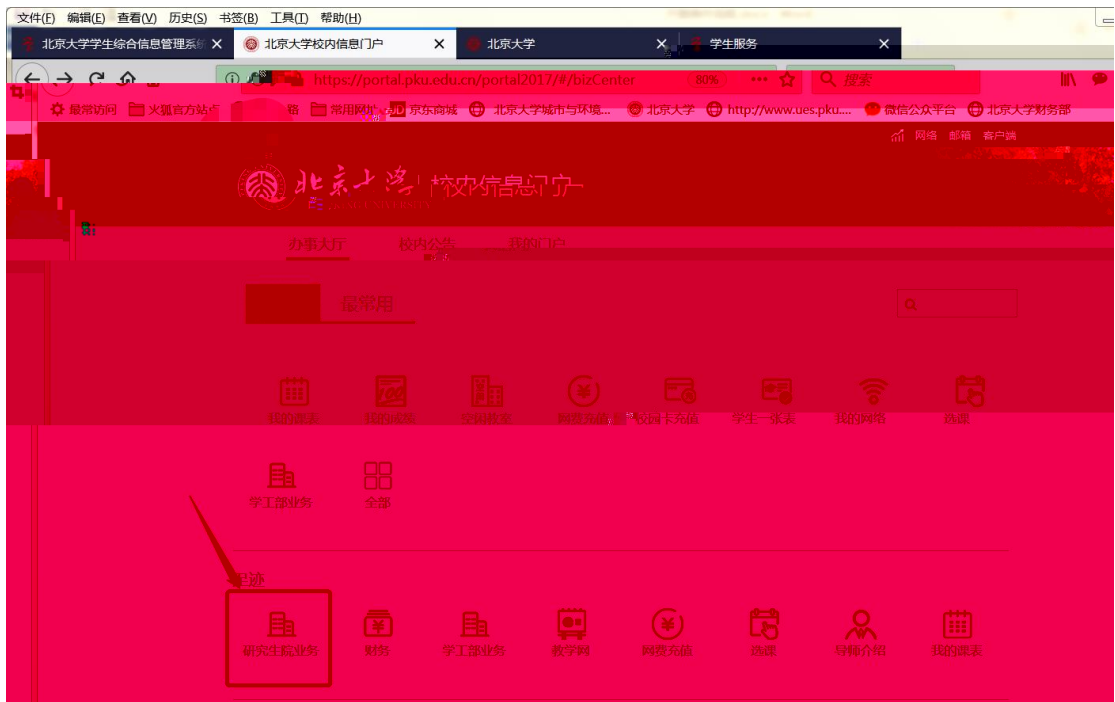 文件(F) 编辑(E) 查看(V) 历史(S) 书签(B) 工具(T) 帮助(H)
北京大学学生综合信息管理系 北京大学校内信息门户 北京大学 学生服务
https://portal.pku.edu.cn/portal2017/#/bizCenter 80% 搜索
最常访问 火狐官方站点 常用网址 京东商城 北京大学城市与环境... 北京大学 http://www.ues.pku.... 微信公众平台 北京大学财务部
网络 邮箱 客户端
北京大学 校内信息门户
办事大厅 校内公告 我的门户
最常用
我的课表 我的成绩 空闲教室 网费充值 校园卡充值 学生一张表 我的网络 选课
学工部业务 全部
足迹
研究生院业务 财务 学工部业务 教学网 网费充值 选课 导师介绍 我的课表